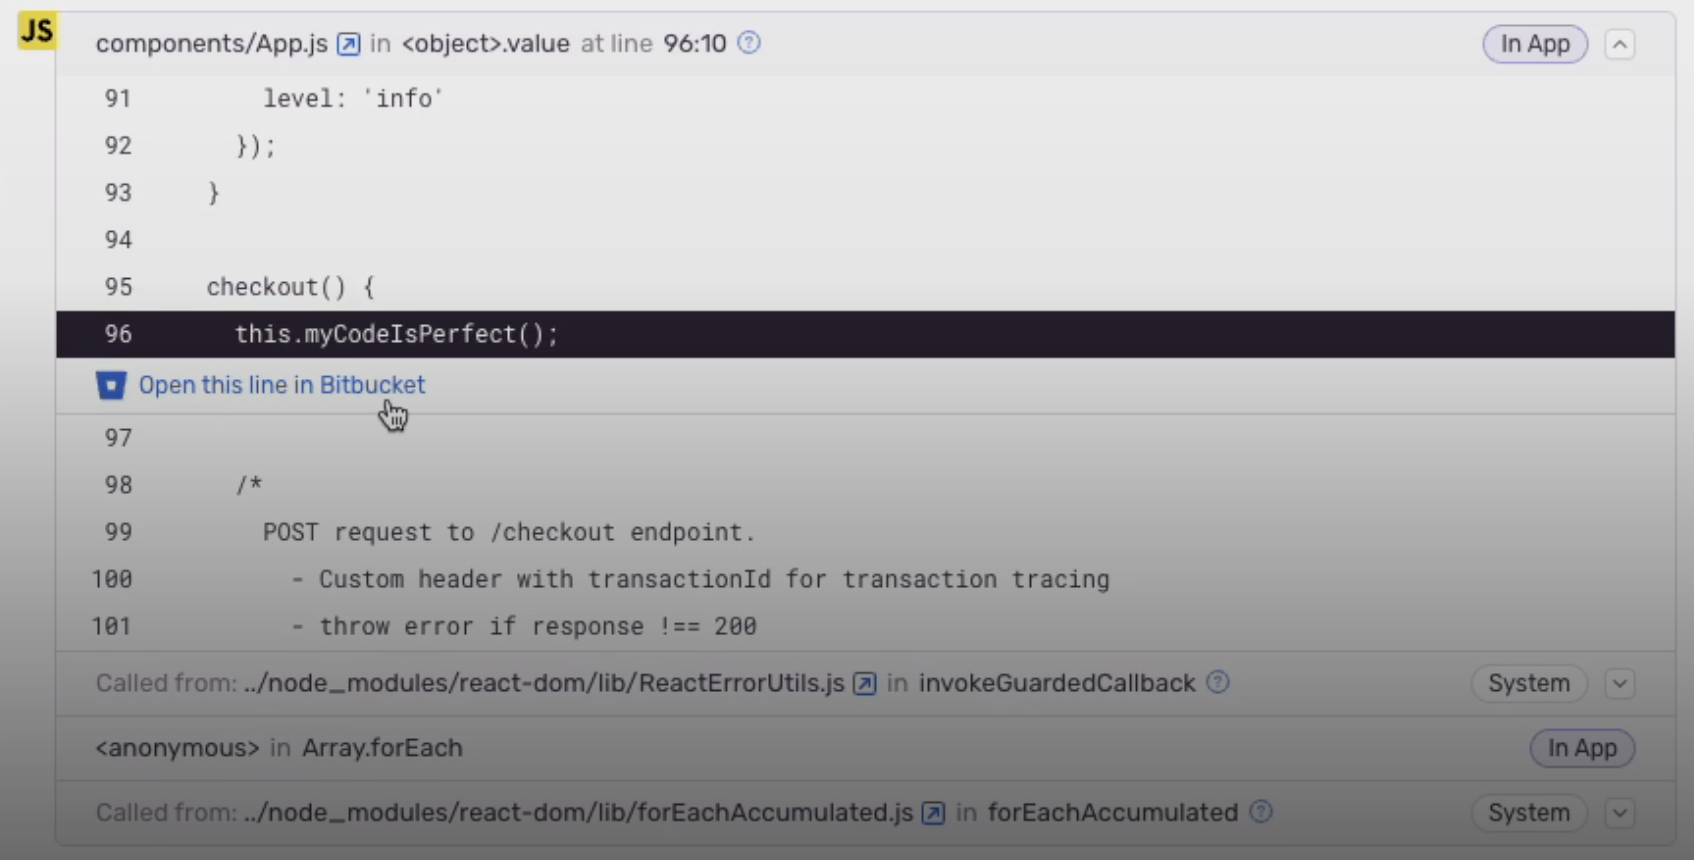 JS
components/App.js in <object>.value at line 96:10 ? In App
91 level: 'info'
92 });
93 }
94
95 checkout() {
96 this.myCodeIsPerfect();
Open this line in Bitbucket
97
98 /*
99 POST request to /checkout endpoint.
100 - Custom header with transactionId for transaction tracing
101 - throw error if response !== 200
Called from: ../node_modules/react-dom/lib/ReactErrorUtils.js in invokeGuardedCallback ? System
<anonymous> in Array.forEach In App
Called from: ../node_modules/react-dom/lib/forEachAccumulated.js in forEachAccumulated ? System